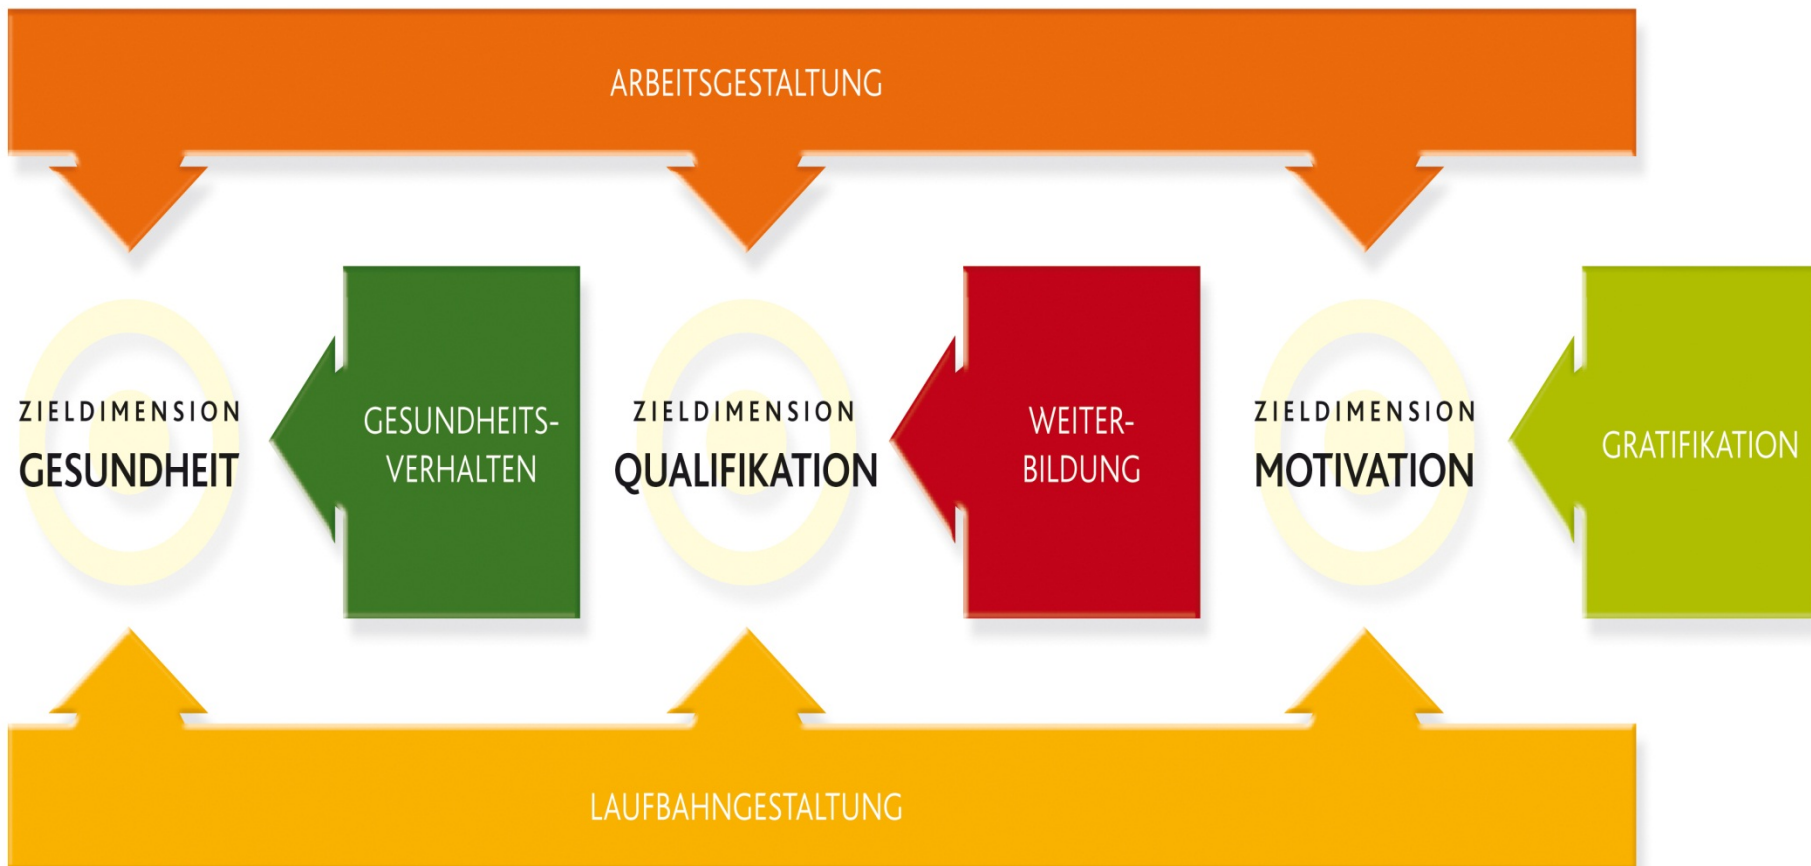 ARBEITSGESTALTUNG
ZIELDIMENSION
GESUNDHEIT
GESUNDHEITS-
VERHALTEN
ZIELDIMENSION
QUALIFIKATION
WEITER-
BILDUNG
ZIELDIMENSION
MOTIVATION
GRATIFIKATION
LAUFBAHNGESTALTUNG